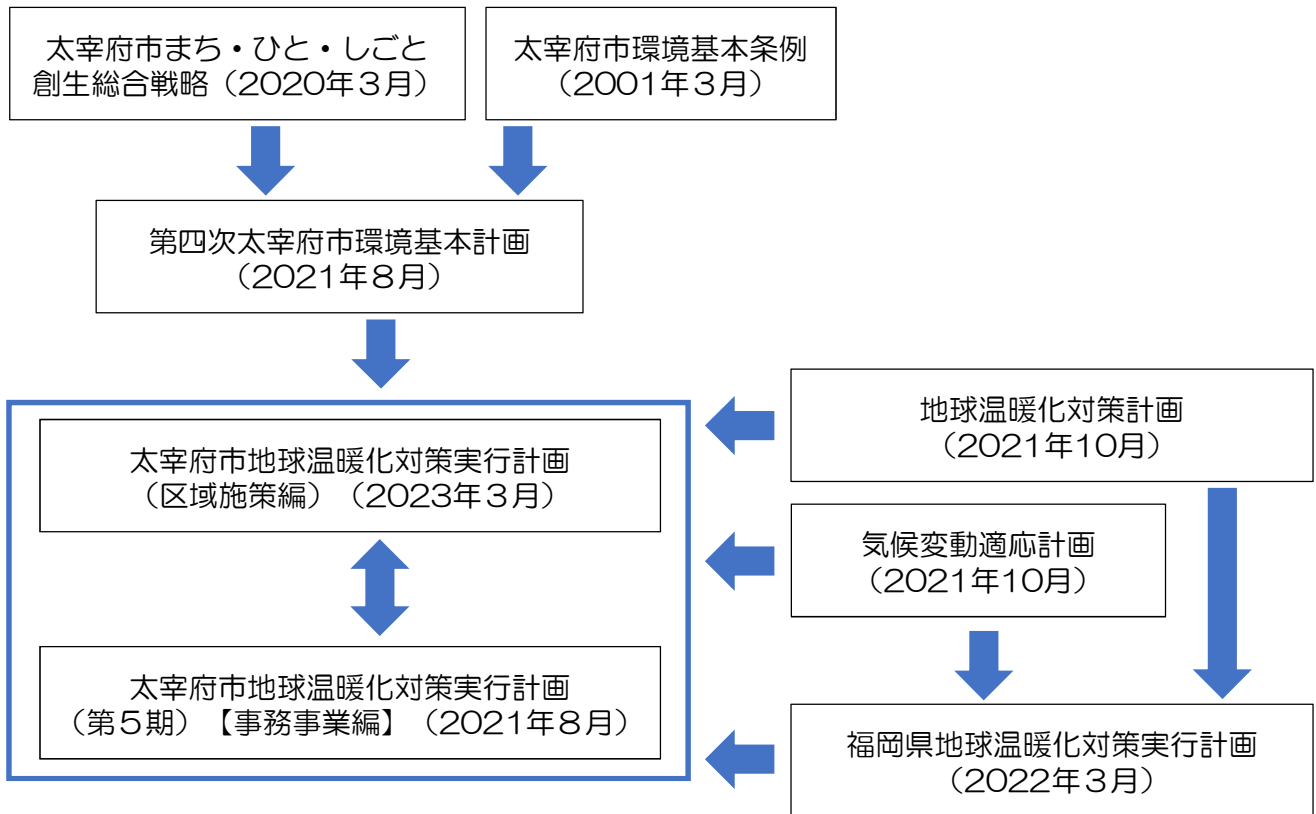 太宰府市まち・ひと・しごと
創生総合戦略（2020年３月）
太宰府市環境基本条例
（2001年３月）
第四次太宰府市環境基本計画
（2021年８月）
太宰府市地球温暖化対策実行計画
（区域施策編）（2023年３月）
太宰府市地球温暖化対策実行計画
（第５期）【事務事業編】（2021年８月）
地球温暖化対策計画
（2021年10月）
気候変動適応計画
（2021年10月）
福岡県地球温暖化対策実行計画
（2022年３月）